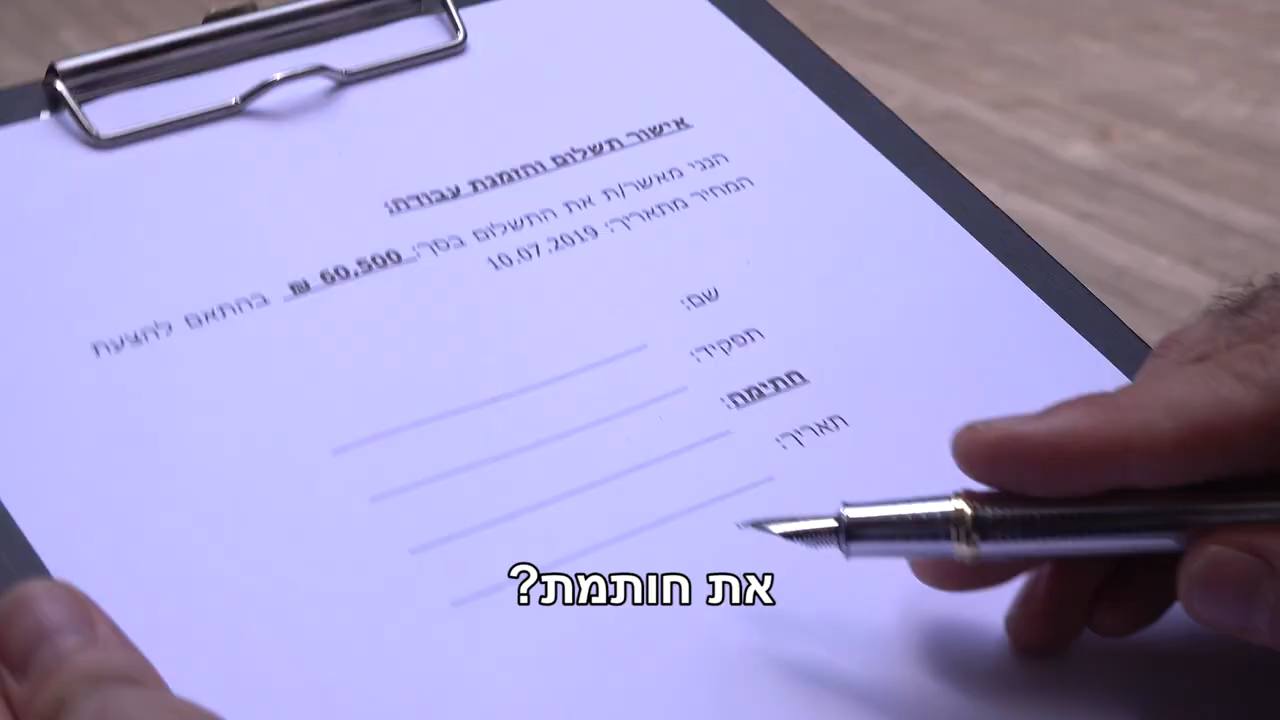 אישור תשלום והזמנת עבודה:
הנני מאשר/ת את התשלום בסך: 60,500 ₪ בהתאם להצעת
המחיר מתאריך: 10.07.2019
שם:
תפקיד:
חתימה:
תאריך:
את חותמת?